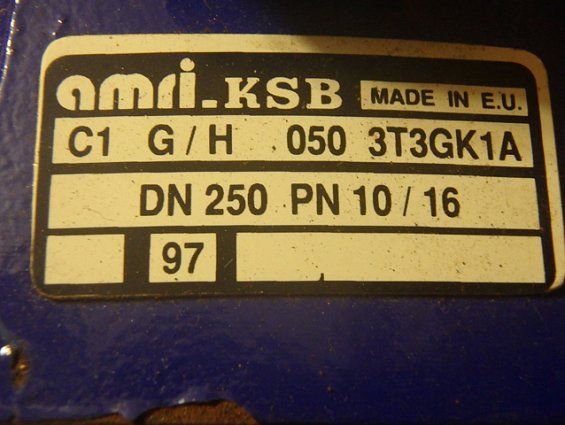 amri-KSB MADE IN E.U.
C1 G/H 050 3T3GK1A
DN 250 PN 10 / 16
97